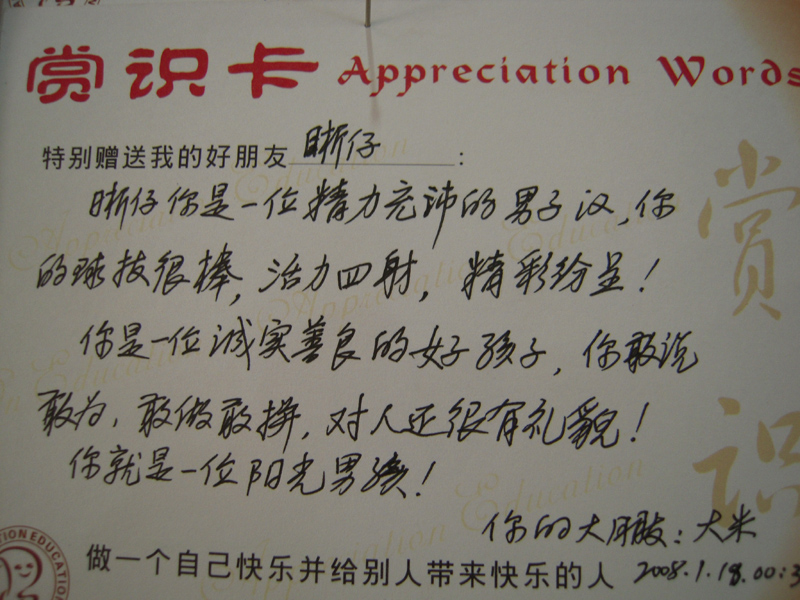 赏识卡 Appreciation Words
特别赠送我的好朋友 晰仔 :
晰仔你是一位精力充沛的男子汉,你
的球技很棒,活力四射,精彩纷呈!
你是一位诚实善良的好孩子,你敢说
敢为,敢做敢拼,对人还很有礼貌!
你就是一位阳光男孩!
你的大朋友:大米
做一个自己快乐并给别人带来快乐的人 2008.1.18.00:3
赏
识
Appreciation Education